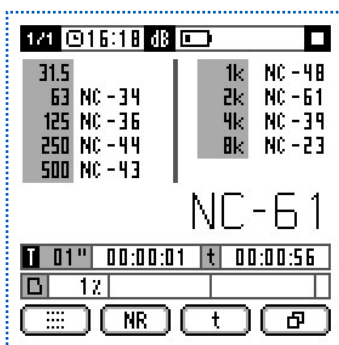 1/1 16:18 dB
31.5 1k NC-48
63 NC-34 2k NC-61
125 NC-36 4k NC-39
250 NC-44 8k NC-23
500 NC-43
NC-61
T 01" 00:00:01 t 00:00:56
1%
NR t